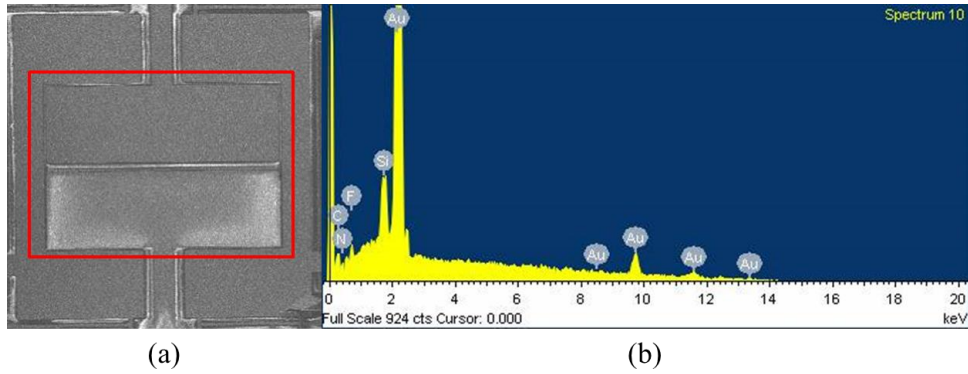 Spectrum 10
Au
Si
F
C
N
Au
Au
Au
Au
0 2 4 6 8 10 12 14 16 18 20
Full Scale 924 cts Cursor: 0.000 keV
(a) (b)